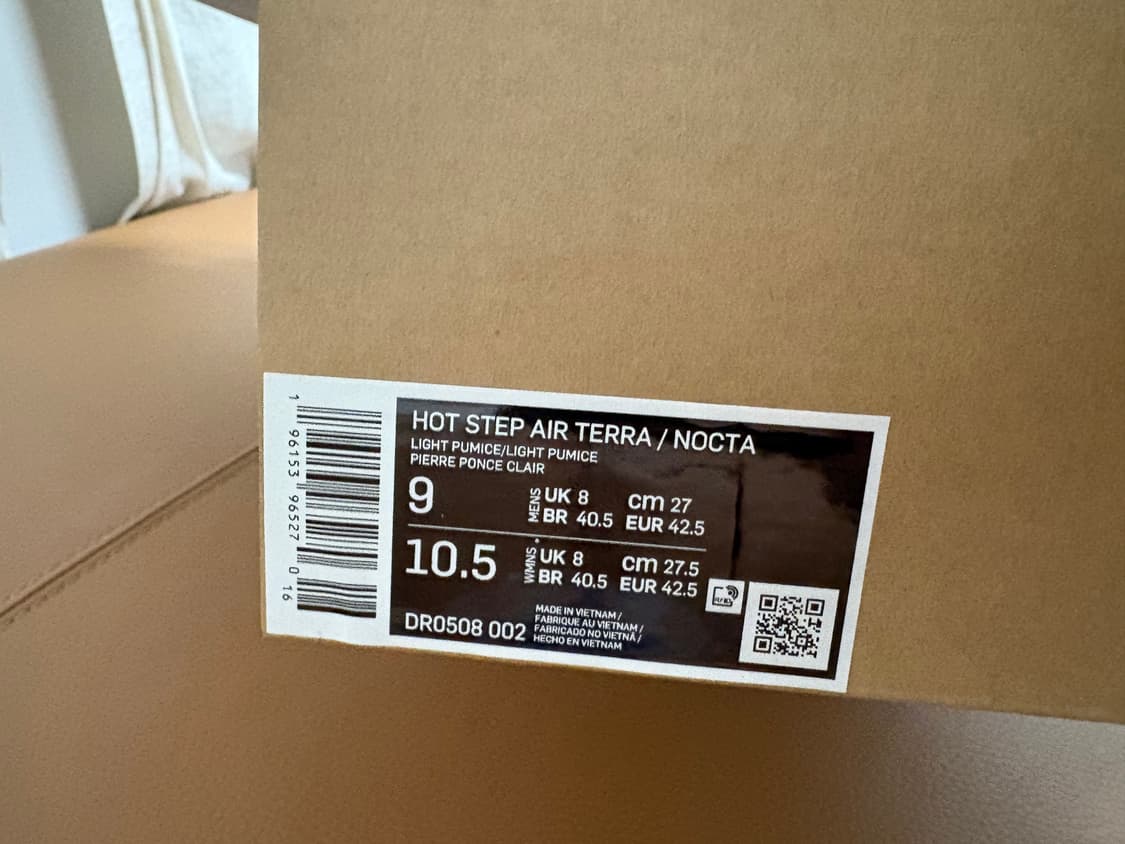 HOT STEP AIR TERRA / NOCTA
LIGHT PUMICE/LIGHT PUMICE
PIERRE PONCE CLAIR
9 MENS UK 8 cm 27
BR 40.5 EUR 42.5
10.5 WMNS UK 8 cm 27.5
BR 40.5 EUR 42.5
DR0508 002
MADE IN VIETNAM /
FABRIQUE AU VIETNAM /
FABRICADO NO VIETNÃ /
HECHO EN VIETNAM
1 96153 96527 0 16